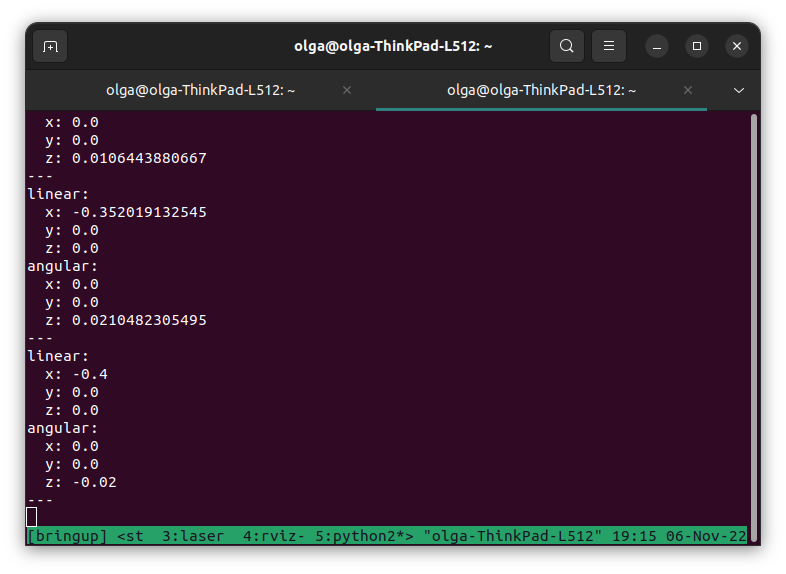 olga@olga-ThinkPad-L512: ~
olga@olga-ThinkPad-L512: ~
olga@olga-ThinkPad-L512: ~
  x: 0.0
  y: 0.0
  z: 0.0106443880667
---
linear:
  x: -0.352019132545
  y: 0.0
  z: 0.0
angular:
  x: 0.0
  y: 0.0
  z: 0.0210482305495
---
linear:
  x: -0.4
  y: 0.0
  z: 0.0
angular:
  x: 0.0
  y: 0.0
  z: -0.02
---
[bringup] <st  3:laser  4:rviz- 5:python2*> "olga-ThinkPad-L512" 19:15 06-Nov-22